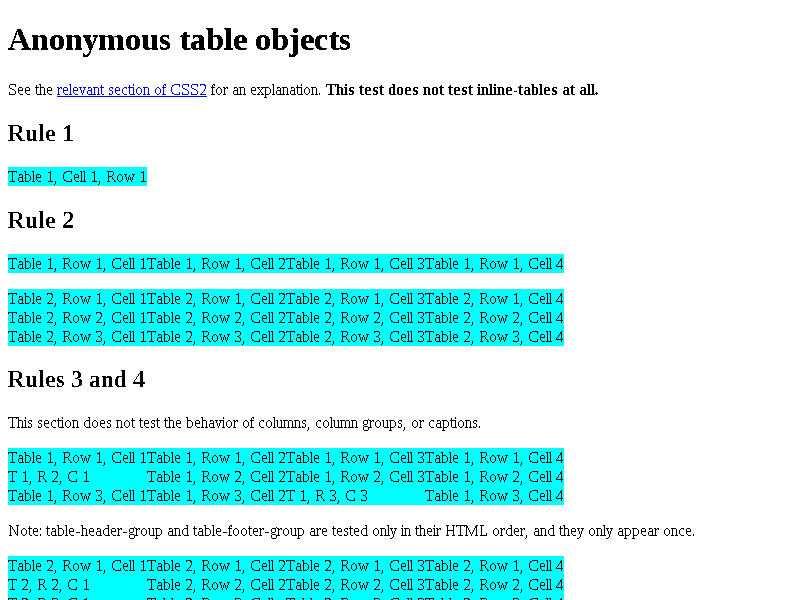 Anonymous table objects
See the relevant section of CSS2 for an explanation. This test does not test inline-tables at all.
Rule 1
Table 1, Cell 1, Row 1
Rule 2
Table 1, Row 1, Cell 1Table 1, Row 1, Cell 2Table 1, Row 1, Cell 3Table 1, Row 1, Cell 4
Table 2, Row 1, Cell 1Table 2, Row 1, Cell 2Table 2, Row 1, Cell 3Table 2, Row 1, Cell 4
Table 2, Row 2, Cell 1Table 2, Row 2, Cell 2Table 2, Row 2, Cell 3Table 2, Row 2, Cell 4
Table 2, Row 3, Cell 1Table 2, Row 3, Cell 2Table 2, Row 3, Cell 3Table 2, Row 3, Cell 4
Rules 3 and 4
This section does not test the behavior of columns, column groups, or captions.
Table 1, Row 1, Cell 1Table 1, Row 1, Cell 2Table 1, Row 1, Cell 3Table 1, Row 1, Cell 4
T 1, R 2, C 1 Table 1, Row 2, Cell 2Table 1, Row 2, Cell 3Table 1, Row 2, Cell 4
Table 1, Row 3, Cell 1Table 1, Row 3, Cell 2T 1, R 3, C 3 Table 1, Row 3, Cell 4
Note: table-header-group and table-footer-group are tested only in their HTML order, and they only appear once.
Table 2, Row 1, Cell 1Table 2, Row 1, Cell 2Table 2, Row 1, Cell 3Table 2, Row 1, Cell 4
T 2, R 2, C 1 Table 2, Row 2, Cell 2Table 2, Row 2, Cell 3Table 2, Row 2, Cell 4